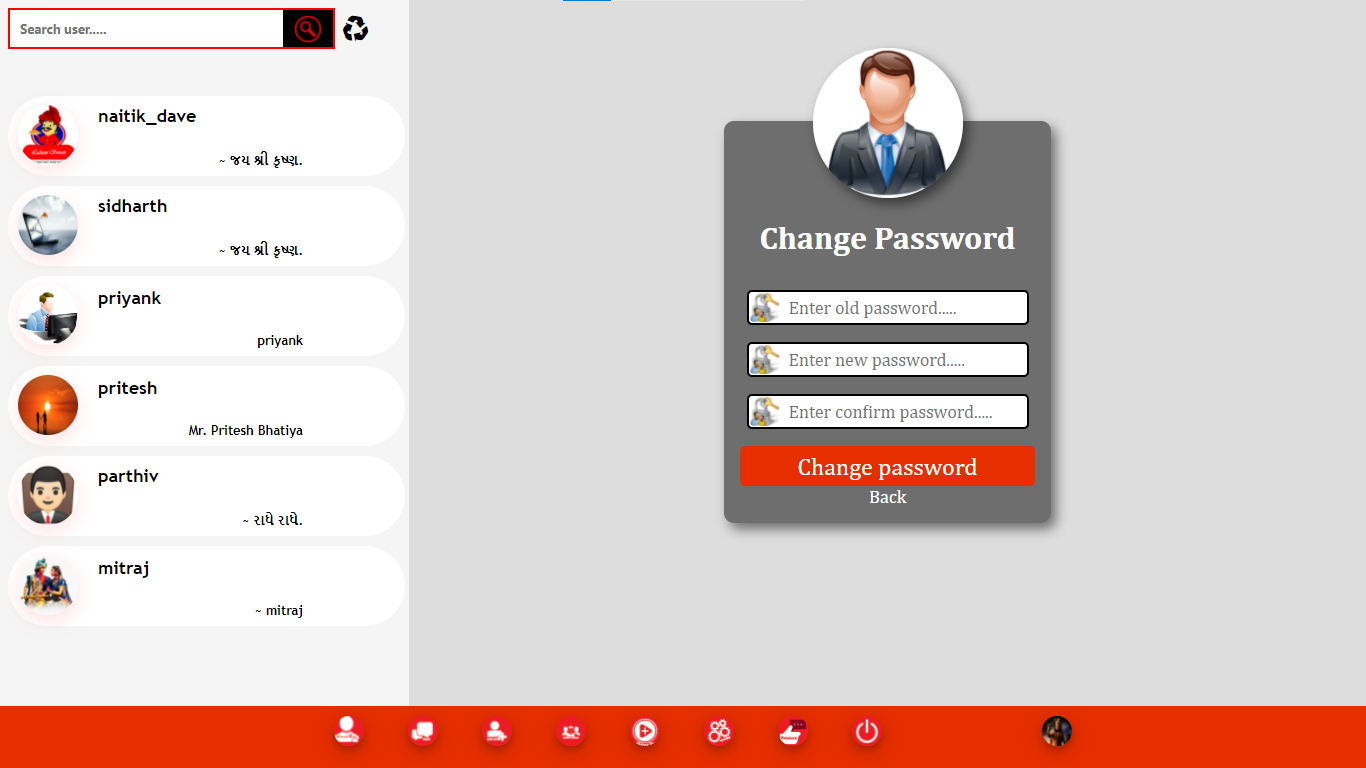 Search user.....
naitik_dave
~ જય શ્રી કૃષ્ણ.
sidharth
~ જય શ્રી કૃષ્ણ.
priyank
priyank
pritesh
Mr. Pritesh Bhatiya
parthiv
~ રાધે રાધે.
mitraj
~ mitraj
Change Password
Enter old password.....
Enter new password.....
Enter confirm password.....
Change password
Back